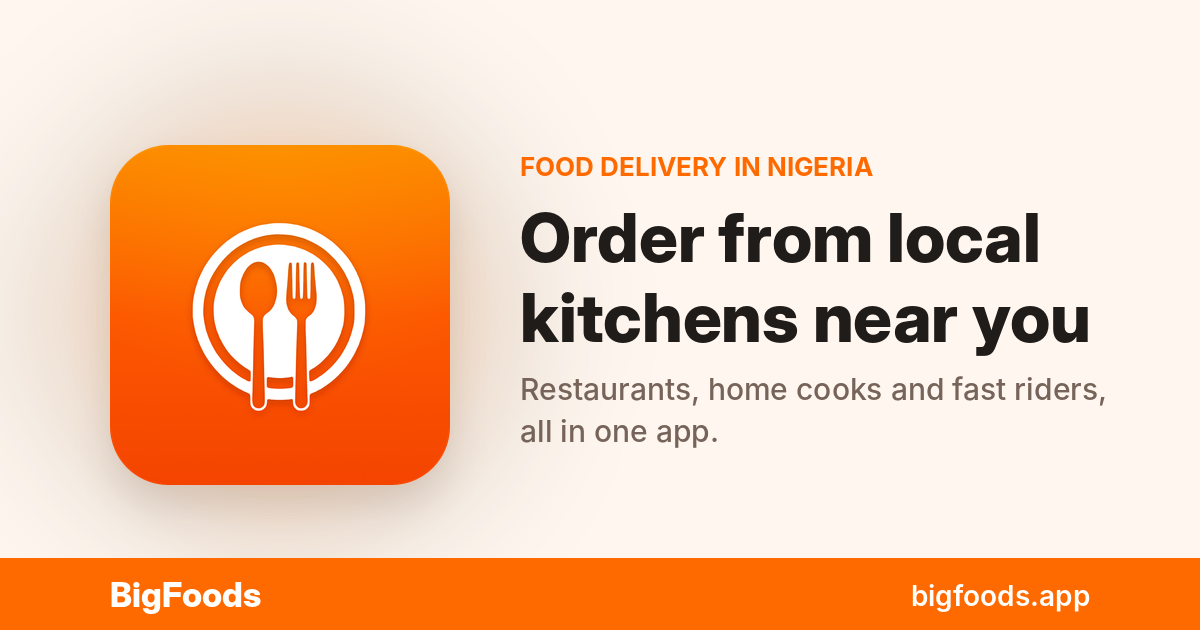 FOOD DELIVERY IN NIGERIA
Order from local
kitchens near you
Restaurants, home cooks and fast riders,
all in one app.
BigFoods
bigfoods.app